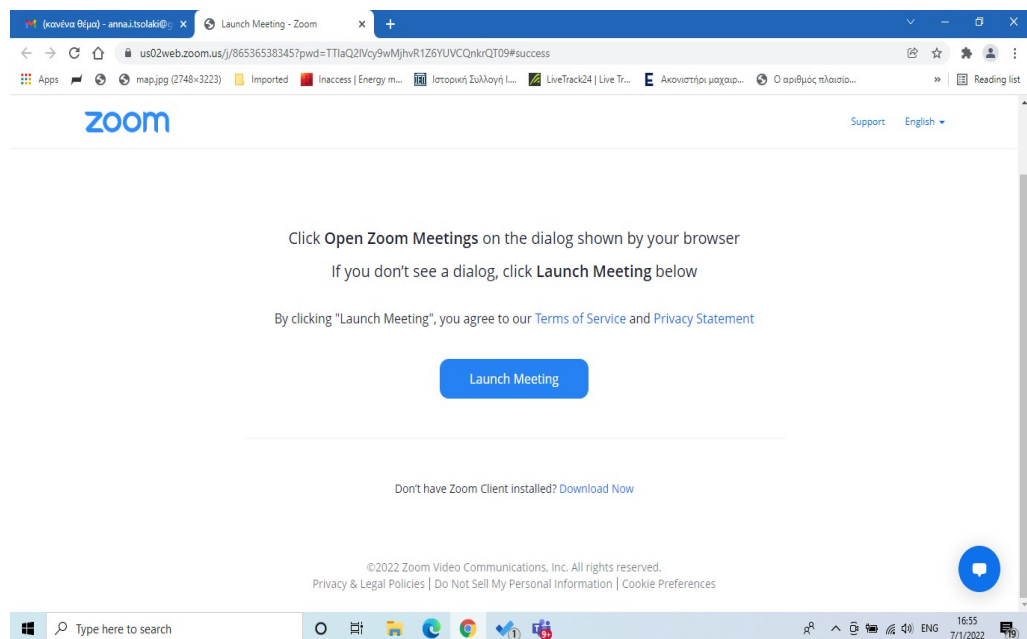 (κανένα θέμα) - anna.i.tsolaki@g
Launch Meeting - Zoom
us02web.zoom.us/j/86536538345?pwd=TTlaQ2lVcy9wMjhvR1Z6YUVCQnkrQT09#success
Apps
map.jpg (2748×3223)
Imported
Inaccess | Energy m...
Ιστορική Συλλογή Ι....
LiveTrack24 | Live Tr...
Ακονιστήρι μαχαιρ...
Ο αριθμός πλαισιο...
»
Reading list
zoom
Support
English
Click Open Zoom Meetings on the dialog shown by your browser
If you don't see a dialog, click Launch Meeting below
By clicking "Launch Meeting", you agree to our Terms of Service and Privacy Statement
Launch Meeting
Don't have Zoom Client installed? Download Now
©2022 Zoom Video Communications, Inc. All rights reserved.
Privacy & Legal Policies | Do Not Sell My Personal Information | Cookie Preferences
Type here to search
1
9+
ENG
16:55
7/1/2022
19